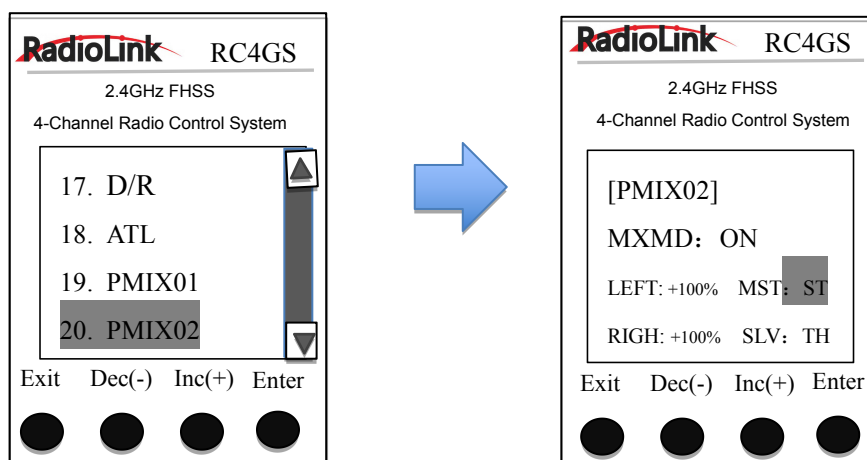 RadioLink RC4GS
2.4GHz FHSS
4-Channel Radio Control System
17. D/R
18. ATL
19. PMIX01
20. PMIX02
Exit Dec(-) Inc(+) Enter
RadioLink RC4GS
2.4GHz FHSS
4-Channel Radio Control System
[PMIX02]
MXMD：ON
LEFT: +100% MST：ST
RIGH: +100% SLV：TH
Exit Dec(-) Inc(+) Enter